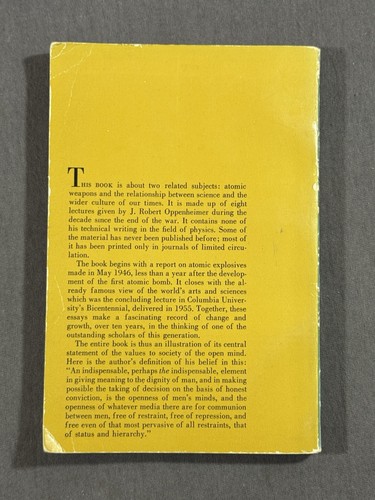 THIS BOOK is about two related subjects: atomic
weapons and the relationship between science and the
wider culture of our times. It is made up of eight
lectures given by J. Robert Oppenheimer during the
decade since the end of the war. It contains none of
his technical writing in the field of physics. Some of
the material has never been published before; most of
it has been printed only in journals of limited circu-
lation.
The book begins with a report on atomic explosives
made in May 1946, less than a year after the develop-
ment of the first atomic bomb. It closes with the al-
ready famous view of the world's arts and sciences
which was the concluding lecture in Columbia Univer-
sity's Bicentennial, delivered in 1955. Together, these
essays make a fascinating record of change and
growth, over ten years, in the thinking of one of the
outstanding scholars of this generation.
The entire book is thus an illustration of its central
statement of the values to society of the open mind.
Here is the author's definition of his belief in this:
"An indispensable, perhaps the indispensable, element
in giving meaning to the dignity of man, and in making
possible the taking of decision on the basis of honest
conviction, is the openness of men's minds, and the
openness of whatever media there are for communion
between men, free of restraint, free of repression, and
free even of that most pervasive of all restraints, that
of status and hierarchy."